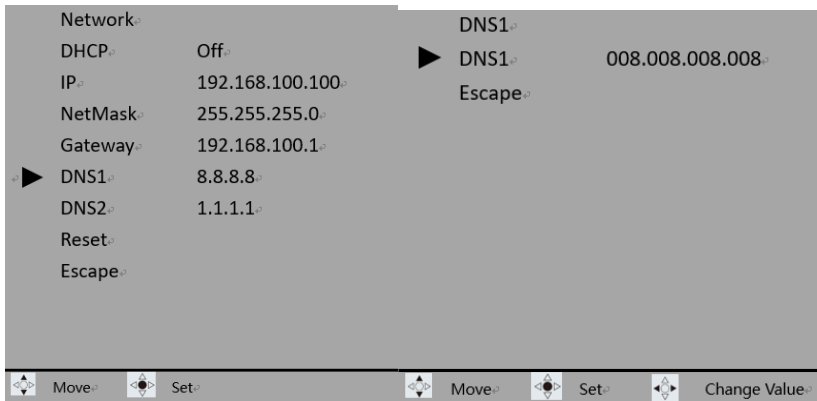 Network
DHCP Off
IP 192.168.100.100
NetMask 255.255.255.0
Gateway 192.168.100.1
DNS1 8.8.8.8
DNS2 1.1.1.1
Reset
Escape
Move Set
DNS1
DNS1 008.008.008.008
Escape
Move Set Change Value